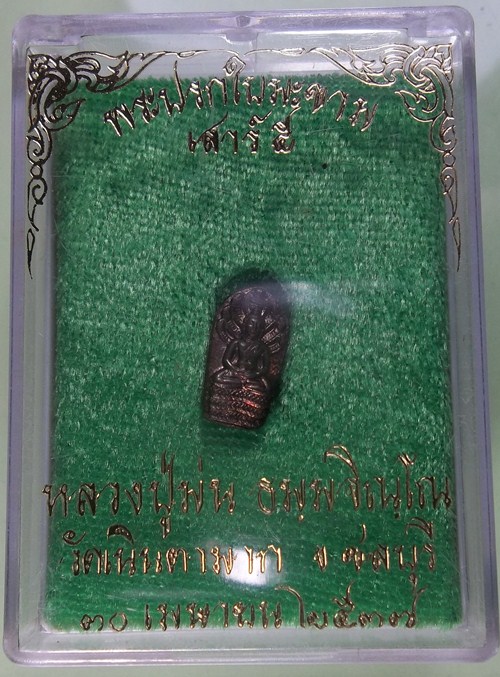 พระปรกใบมะขาม
เสาร์ ๕
หลวงปู่ม่น ธมฺมจิณฺโณ
วัดเนินตามาก จ.ชลบุรี
๓๐ เมษายน ๒๕๓๗